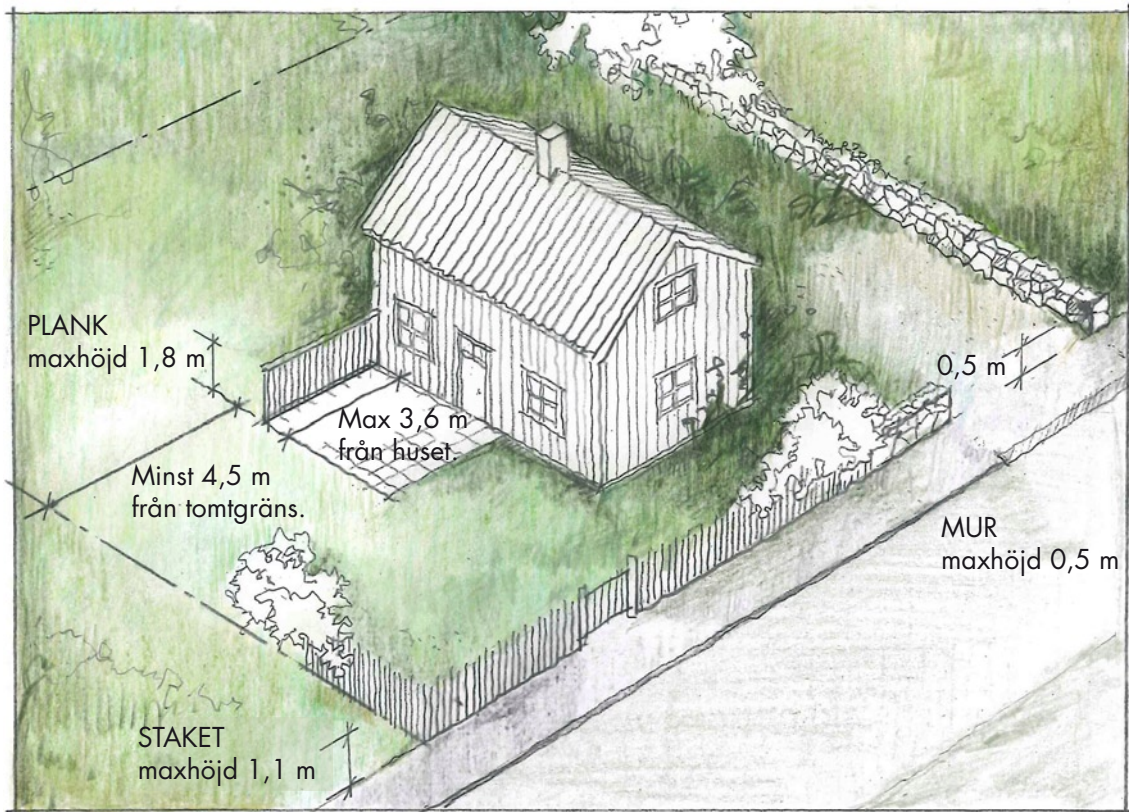 PLANK
maxhöjd 1,8 m
0,5 m
Max 3,6 m
från huset.
Minst 4,5 m
från tomtgräns.
MUR
maxhöjd 0,5 m
STAKET
maxhöjd 1,1 m